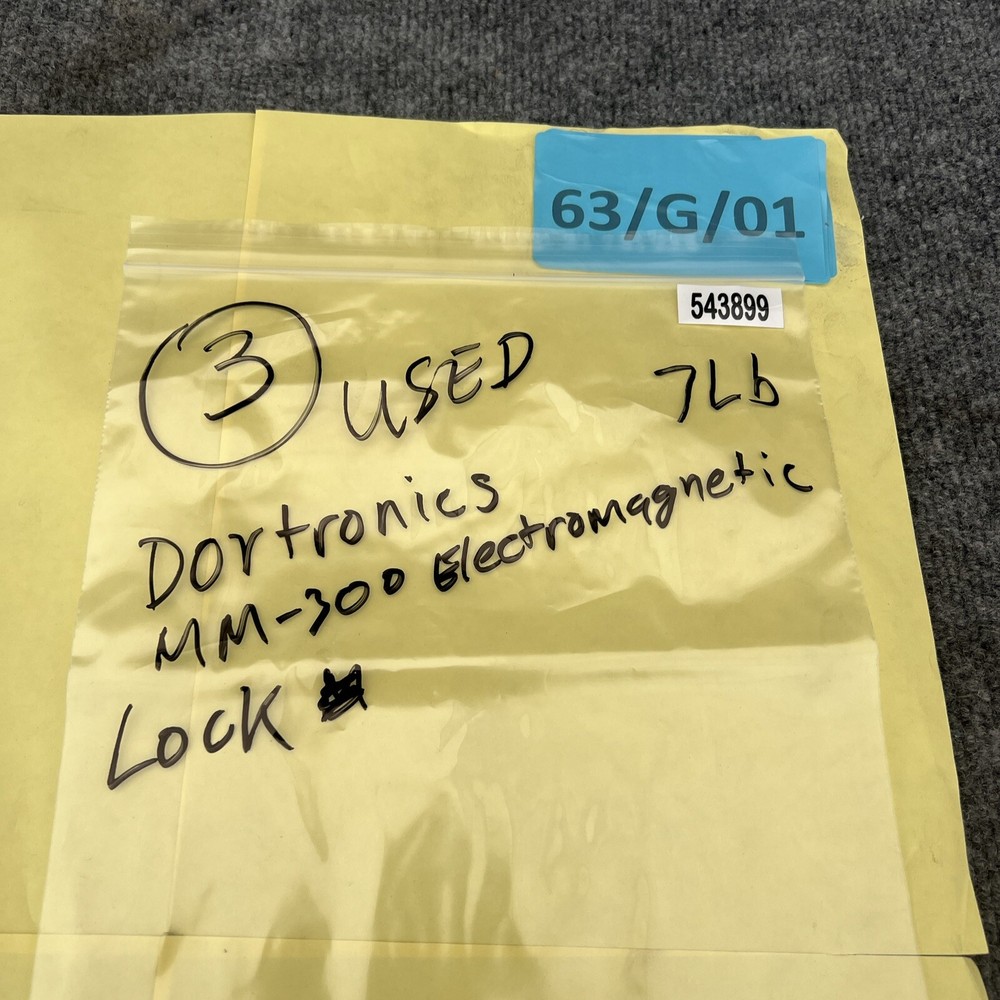 63/G/01
543899
3 USED 7Lb
Dortronics
MM-300 Electromagnetic
Lock